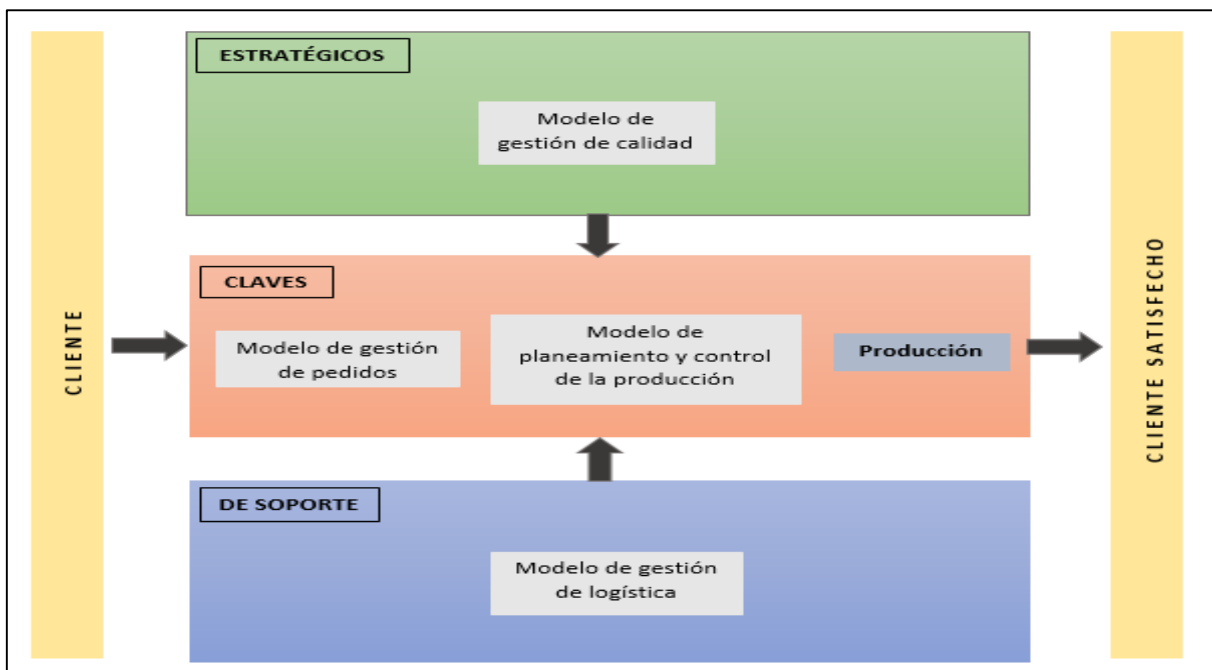 CLIENTE
ESTRATÉGICOS
Modelo de
gestión de calidad
CLAVES
Modelo de gestión
de pedidos
Modelo de
planeamiento y control
de la producción
Producción
DE SOPORTE
Modelo de gestión
de logística
CLIENTE SATISFECHO